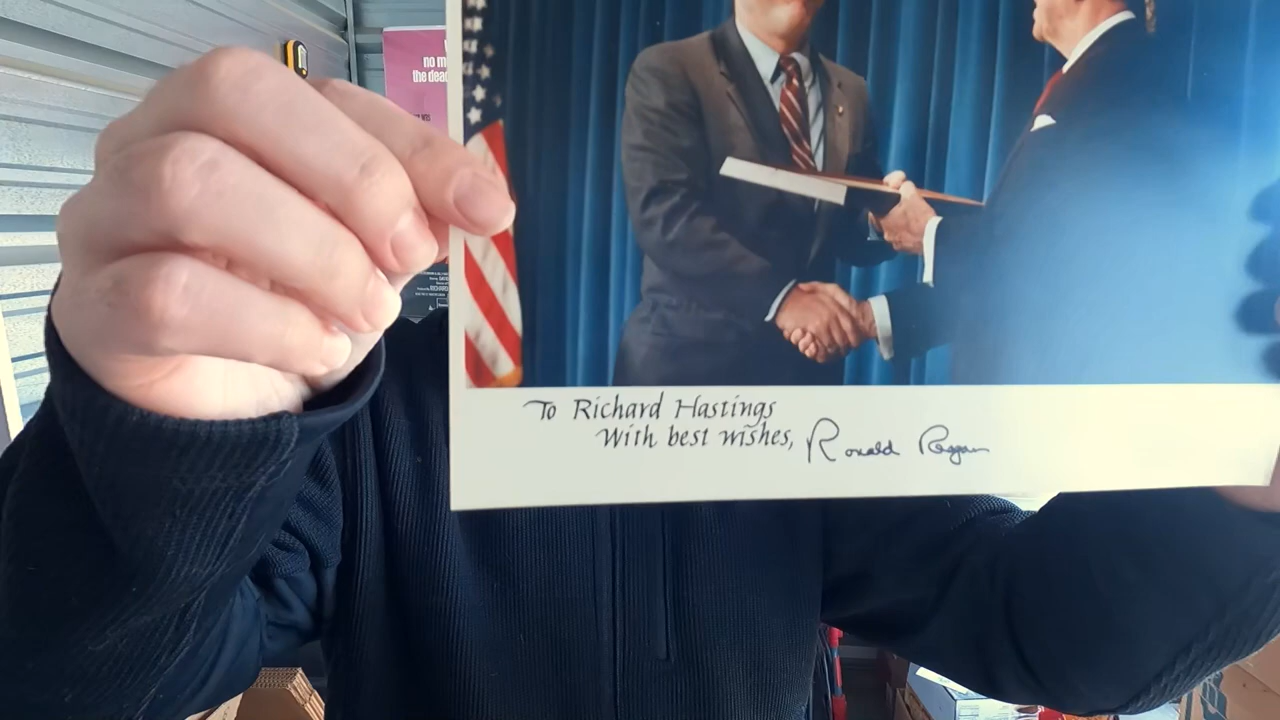 no m
the dead
To Richard Hastings
With best wishes, Ronald Reagan